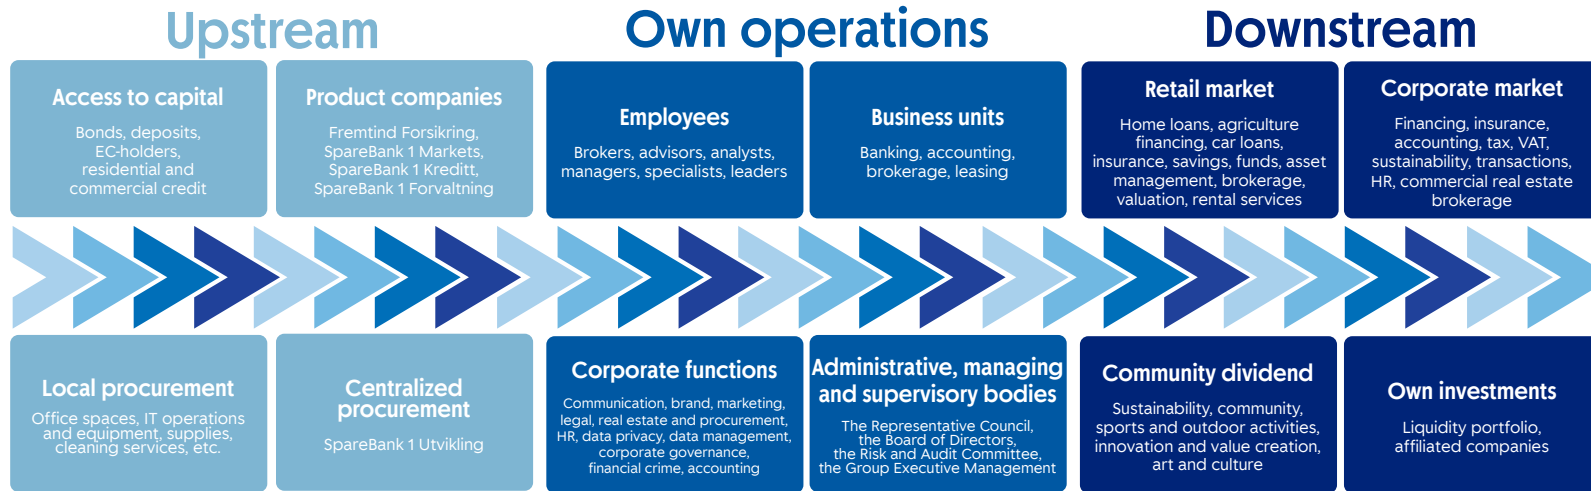 Upstream
Own operations
Downstream
Access to capital
Bonds, deposits,
EC-holders,
residential and
commercial credit
Product companies
Fremtind Forsikring,
SpareBank 1 Markets,
SpareBank 1 Kreditt,
SpareBank 1 Forvaltning
Employees
Brokers, advisors, analysts,
managers, specialists, leaders
Business units
Banking, accounting,
brokerage, leasing
Retail market
Home loans, agriculture
financing, car loans,
insurance, savings, funds, asset
management, brokerage,
valuation, rental services
Corporate market
Financing, insurance,
accounting, tax, VAT,
sustainability, transactions,
HR, commercial real estate
brokerage
Local procurement
Office spaces, IT operations
and equipment, supplies,
cleaning services, etc.
Centralized
procurement
SpareBank 1 Utvikling
Corporate functions
Communication, brand, marketing,
legal, real estate and procurement,
HR, data privacy, data management,
corporate governance,
financial crime, accounting
Administrative, managing
and supervisory bodies
The Representative Council,
the Board of Directors,
the Risk and Audit Committee,
the Group Executive Management
Community dividend
Sustainability, community,
sports and outdoor activities,
innovation and value creation,
art and culture
Own investments
Liquidity portfolio,
affiliated companies